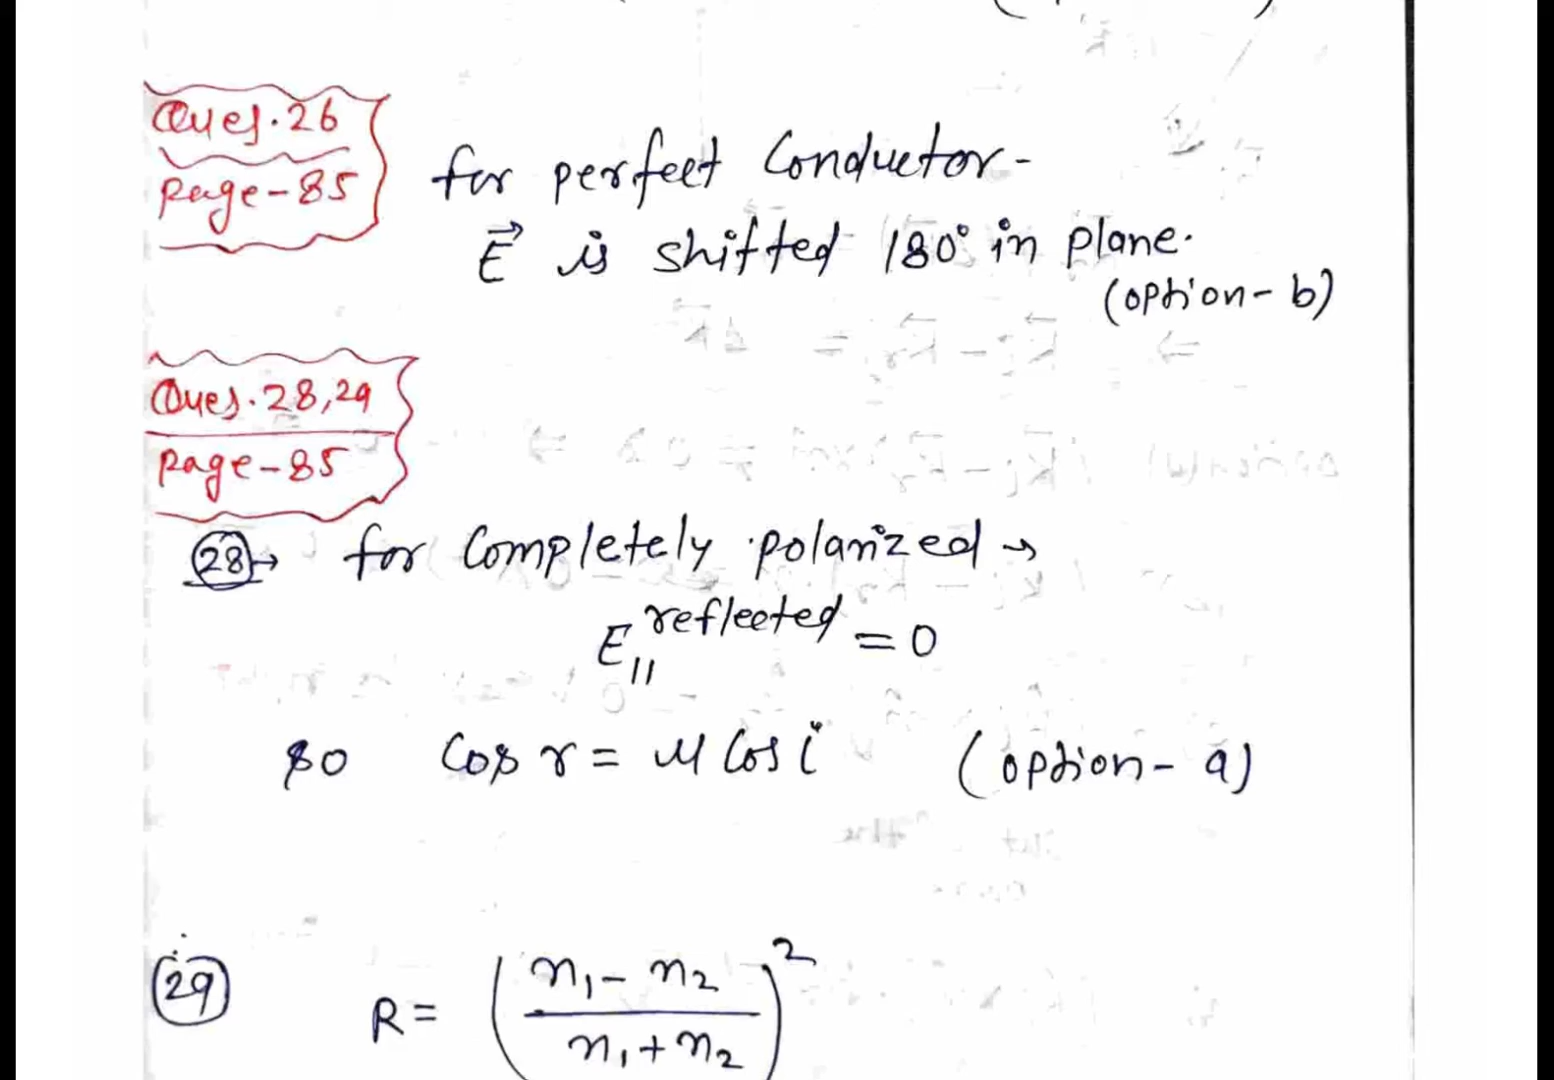 Ques.26
Page-85
for perfect Conductor-
E⃗ is shifted 180° in plane.
(option-b)
Ques.28,29
page-85
(28)→ for Completely polarized →
E_||^reflected = 0
so Cos r = μ Cos i (option-a)
(29)
R = ((n₁ - n₂)/(n₁ + n₂))²